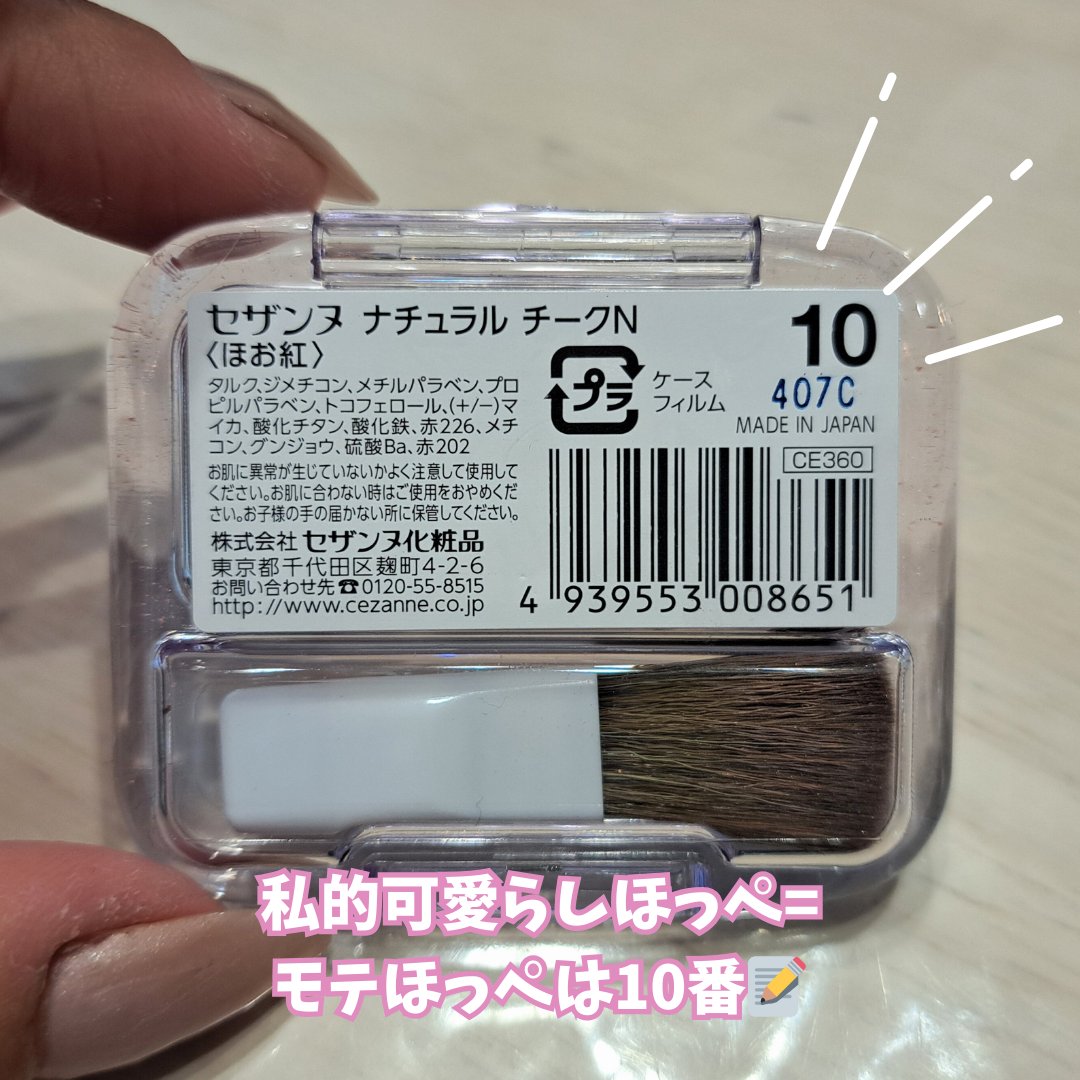 セザンヌ ナチュラル チークN
〈ほお紅〉
10
407C
MADE IN JAPAN
プラ
ケース
フィルム
CE360
タルク、ジメチコン、メチルパラベン、プロ
ピルパラベン、トコフェロール、(+/−)マ
イカ、酸化チタン、酸化鉄、赤226、メチ
コン、グンジョウ、硫酸Ba、赤202
お肌に異常が生じていないかよく注意して使用して
ください。お肌に合わない時はご使用をおやめくだ
さい。お子様の手の届かない所に保管してください。
株式会社 セザンヌ化粧品
東京都千代田区麹町4-2-6
お問い合わせ先☎0120-55-8515
http://www.cezanne.co.jp
4 939553 008651
私的可愛らしほっぺ=
モテほっぺは10番📝